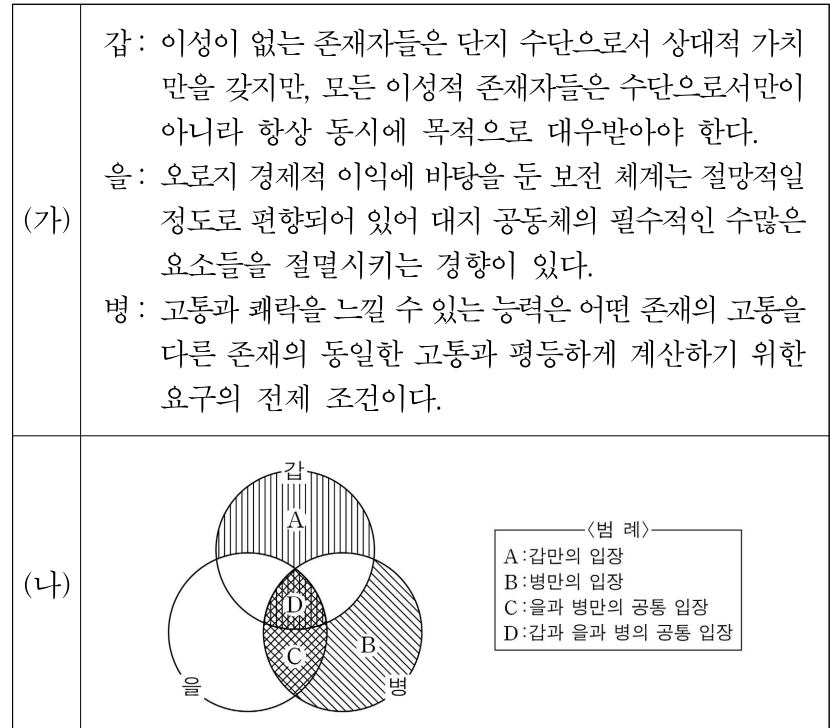 (가)
갑 : 이성이 없는 존재자들은 단지 수단으로서 상대적 가치
만을 갖지만, 모든 이성적 존재자들은 수단으로서만이
아니라 항상 동시에 목적으로 대우받아야 한다.
을 : 오로지 경제적 이익에 바탕을 둔 보전 체계는 절망적일
정도로 편향되어 있어 대지 공동체의 필수적인 수많은
요소들을 절멸시키는 경향이 있다.
병 : 고통과 쾌락을 느낄 수 있는 능력은 어떤 존재의 고통을
다른 존재의 동일한 고통과 평등하게 계산하기 위한
요구의 전제 조건이다.
(나)
갑
A
D
B
C
을
병
〈범 례〉
A:갑만의 입장
B:병만의 입장
C:을과 병만의 공통 입장
D:갑과 을과 병의 공통 입장